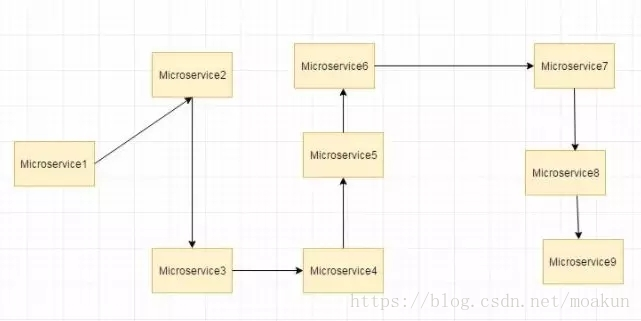 Microservice1
Microservice2
Microservice3
Microservice4
Microservice5
Microservice6
Microservice7
Microservice8
Microservice9
https://blog.csdn.net/moakun